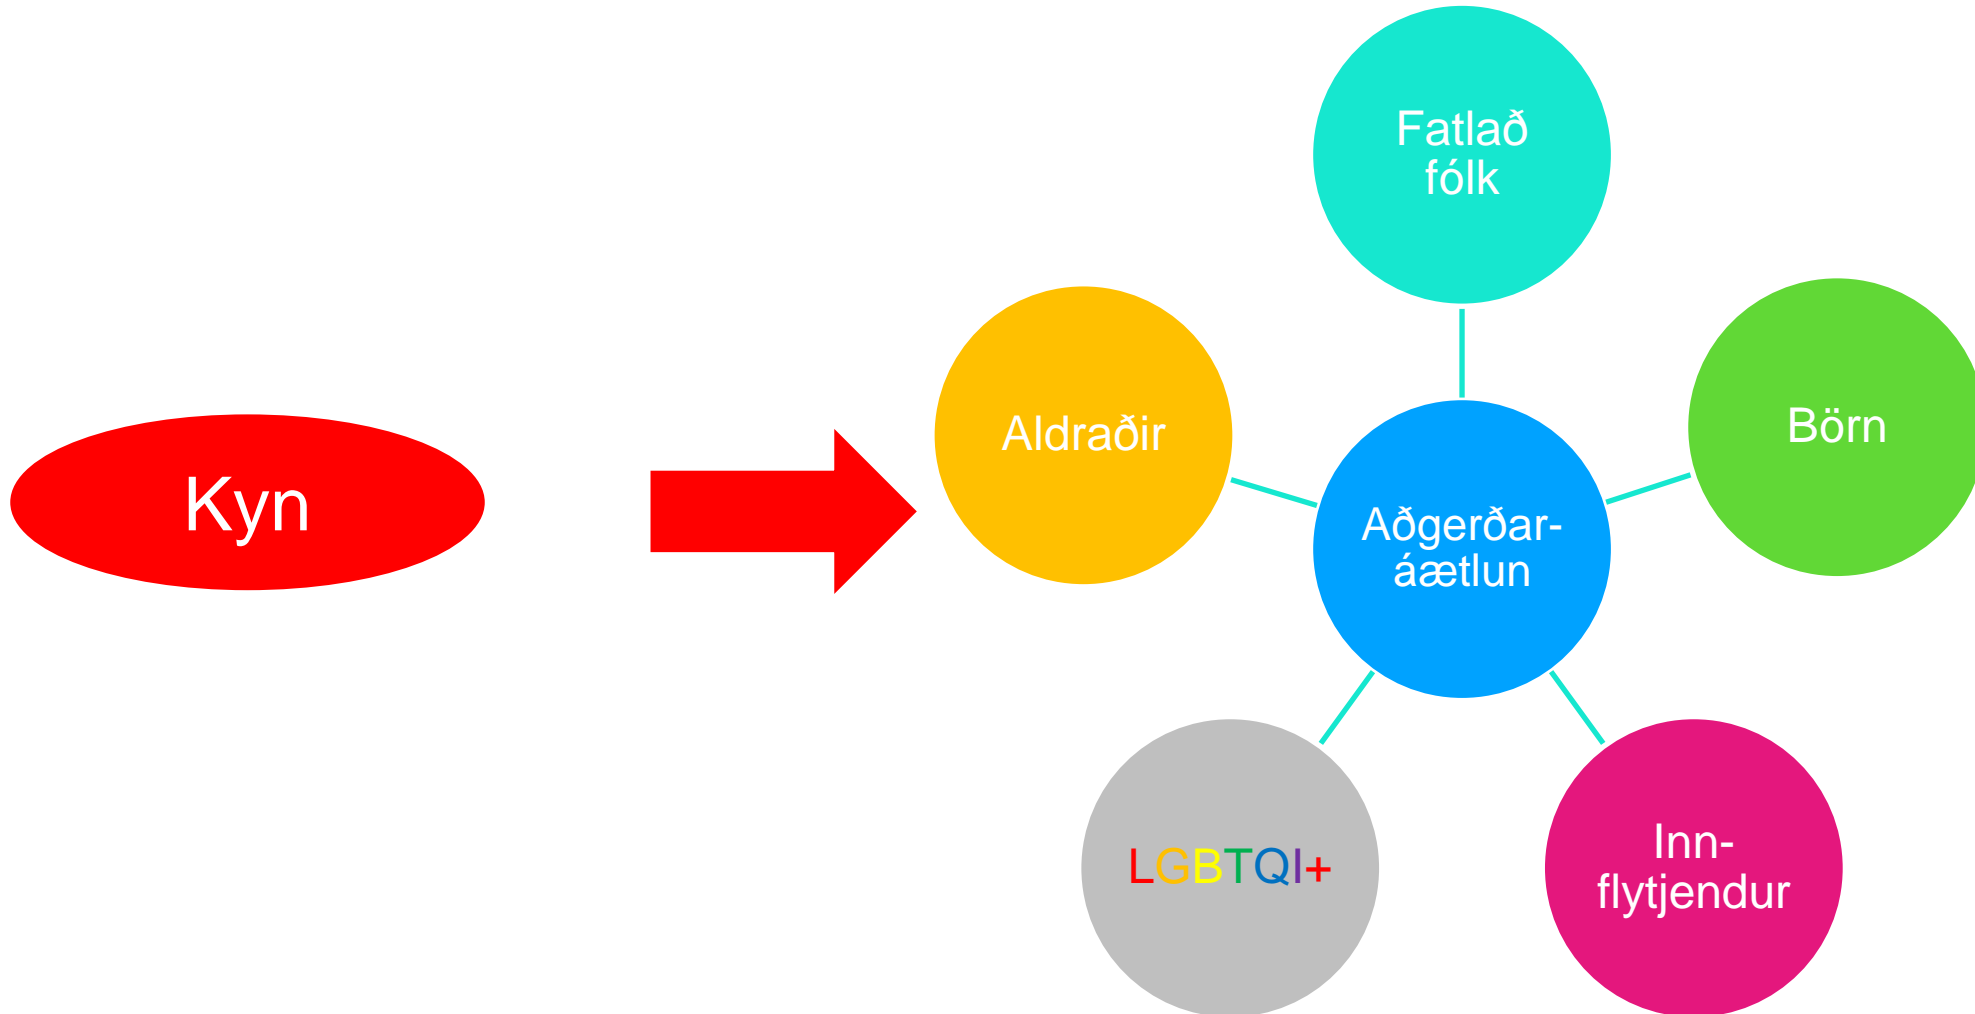 Kyn
Fatlað
fólk
Aldraðir
Börn
Aðgerðar-
áætlun
LGBTQI+
Inn-
flytjendur